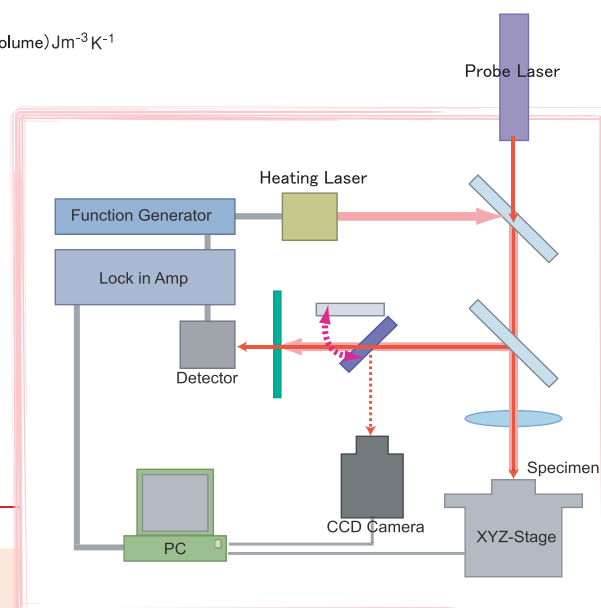 olume)Jm⁻³K⁻¹
Probe Laser
Heating Laser
Function Generator
Lock in Amp
Detector
Specimen
CCD Camera
XYZ-Stage
PC